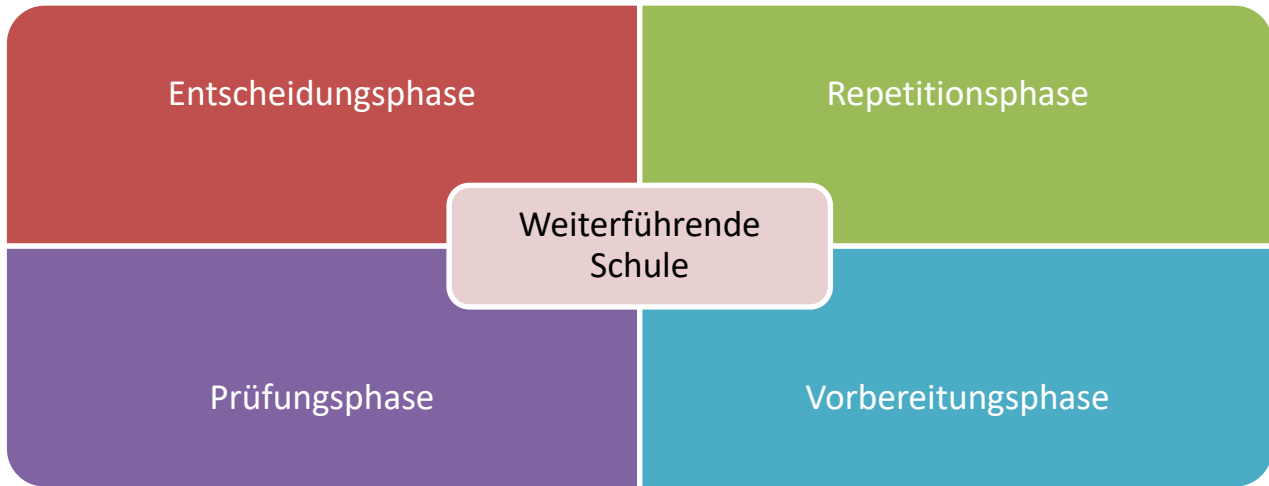 Entscheidungsphase
Repetitionsphase
Weiterführende
Schule
Prüfungsphase
Vorbereitungsphase